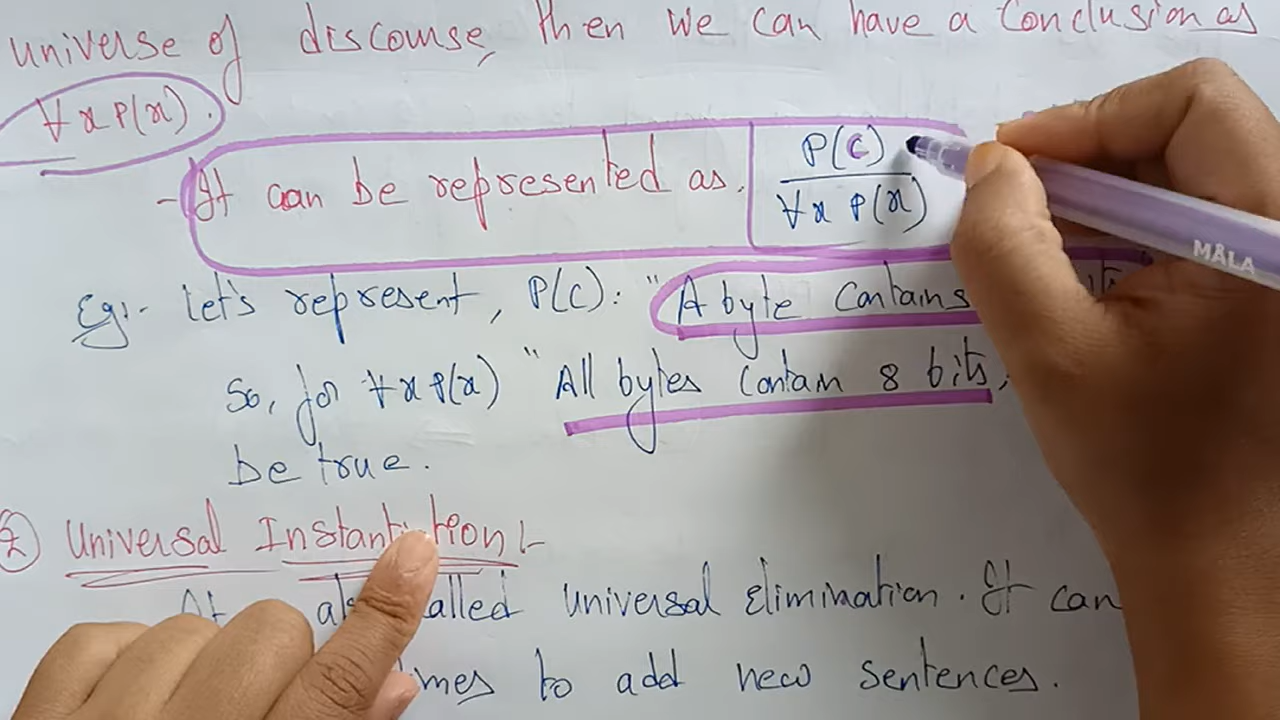 universe of discourse, then we can have a conclusion as
∀x P(x).
- It can be represented as, P(c)
∀x P(x)
Eg:- let's represent, P(C): "A byte contains
So, for ∀x P(x) "All bytes contain 8 bits,
be true.
2) Universal Instantiation :-
called universal elimination. It can
to add new sentences.
MÅLA